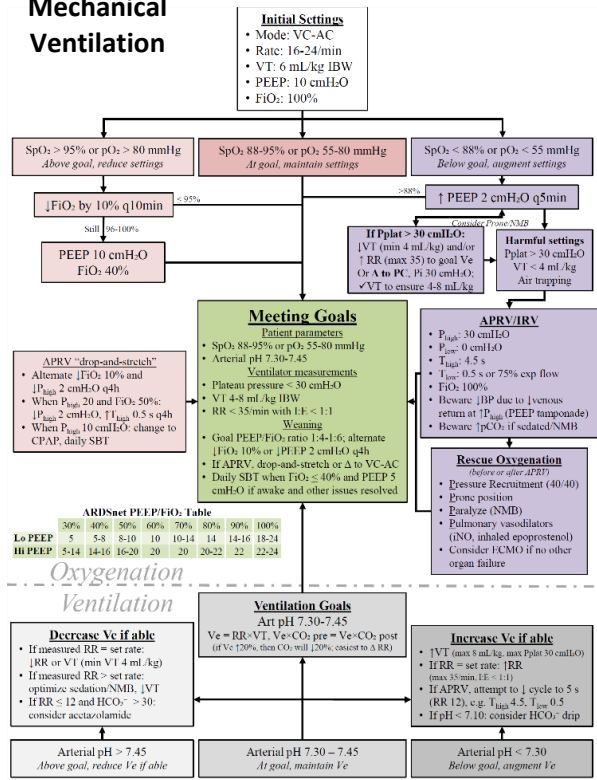 Mechanical
Ventilation
Initial Settings
• Mode: VC-AC
• Rate: 16-24/min
• VT: 6 mL/kg IBW
• PEEP: 10 cmH₂O
• FiO₂: 100%
SpO₂ > 95% or pO₂ > 80 mmHg
Above goal, reduce settings
SpO₂ 88-95% or pO₂ 55-80 mmHg
At goal, maintain settings
SpO₂ < 88% or pO₂ < 55 mmHg
Below goal, augment settings
↓FiO₂ by 10% q10min
< 95%
>88%
↑ PEEP 2 cmH₂O q5min
Still 96-100%
Consider Prone/NMB
PEEP 10 cmH₂O
FiO₂ 40%
If Pplat > 30 cmH₂O:
↓VT (min 4 mL/kg) and/or
↑ RR (max 35) to goal Ve
Or Δ to PC, Pi 30 cmH₂O;
✓VT to ensure 4-8 mL/kg
Harmful settings
Pplat > 30 cmH₂O
VT < 4 mL/kg
Air trapping
Meeting Goals
Patient parameters
• SpO₂ 88-95% or pO₂ 55-80 mmHg
• Arterial pH 7.30-7.45
Ventilator measurements
• Plateau pressure < 30 cmH₂O
• VT 4-8 mL/kg IBW
• RR < 35/min with I:E < 1:1
Weaning
• Goal PEEP/FiO₂ ratio 1:4-1:6; alternate
↓FiO₂ 10% or ↓PEEP 2 cmH₂O q4h
• If APRV, drop-and-stretch or Δ to VC-AC
• Daily SBT when FiO₂ ≤ 40% and PEEP 5
cmH₂O if awake and other issues resolved
APRV/IRV
• P_high: 30 cmH₂O
• P_low: 0 cmH₂O
• T_high: 4.5 s
• T_low: 0.5 s or 75% exp flow
• FiO₂ 100%
• Beware ↓BP due to ↓venous
return at ↑P_high (PEEP tamponade)
• Beware ↑pCO₂ if sedated/NMB
APRV “drop-and-stretch”
• Alternate ↓FiO₂ 10% and
↓P_high 2 cmH₂O q4h
• When P_high 20 and FiO₂ 50%:
↓P_high 2 cmH₂O, ↑T_high 0.5 s q4h
• When P_high 10 cmH₂O: change to
CPAP, daily SBT
Rescue Oxygenation
(before or after APRV)
• Pressure Recruitment (40/40)
• Prone position
• Paralyze (NMB)
• Pulmonary vasodilators
(iNO, inhaled epoprostenol)
• Consider ECMO if no other
organ failure
ARDSnet PEEP/FiO₂ Table
30% 40% 50% 60% 70% 80% 90% 100%
Lo PEEP 5 5-8 8-10 10 10-14 14 14-16 18-24
Hi PEEP 5-14 14-16 16-20 20 20 20-22 22 22-24
Oxygenation
Ventilation
Ventilation Goals
Art pH 7.30-7.45
Ve = RR×VT, Ve×CO₂ pre = Ve×CO₂ post
(if Ve ↑20%, then CO₂ will ↓20%; easiest to Δ RR)
Decrease Ve if able
• If measured RR = set rate:
↓RR or VT (min VT 4 mL/kg)
• If measured RR > set rate:
optimize sedation/NMB, ↓VT
• If RR ≤ 12 and HCO₃⁻ > 30:
consider acetazolamide
Increase Ve if able
• ↑VT (max 8 mL/kg, max Pplat 30 cmH₂O)
• If RR = set rate: ↑RR
(max 35/min, I:E < 1:1)
• If APRV, attempt to ↓ cycle to 5 s
(RR 12), e.g. T_high 4.5, T_low 0.5
• If pH < 7.10: consider HCO₃⁻ drip
Arterial pH > 7.45
Above goal, reduce Ve if able
Arterial pH 7.30 – 7.45
At goal, maintain Ve
Arterial pH < 7.30
Below goal, augment Ve